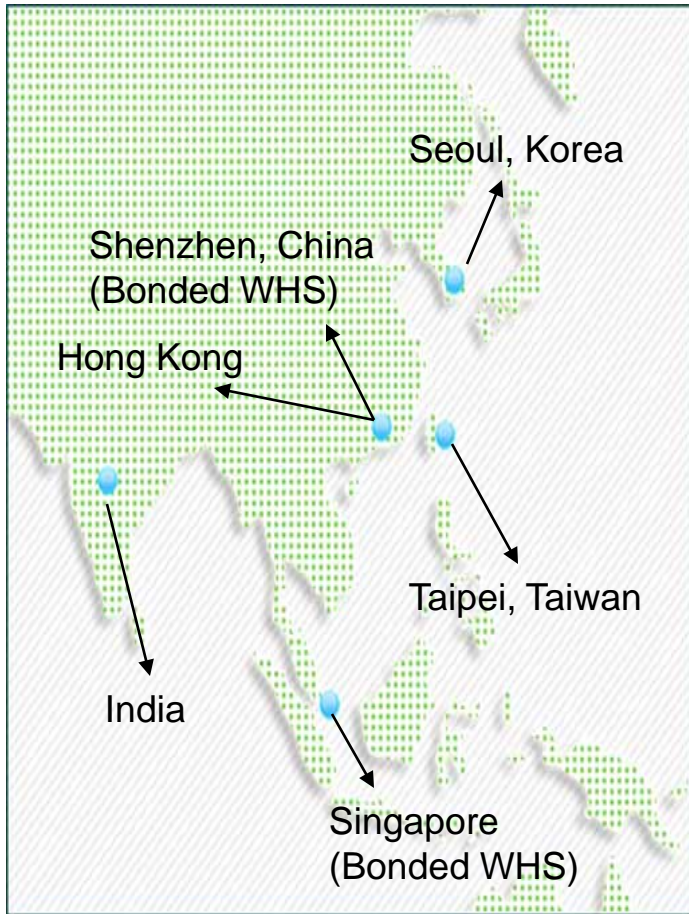 Seoul, Korea
Shenzhen, China
(Bonded WHS)
Hong Kong
Taipei, Taiwan
India
Singapore
(Bonded WHS)